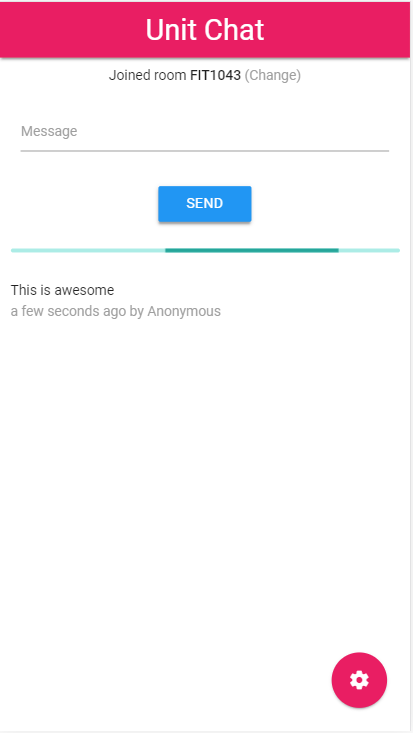 Unit Chat
Joined room FIT1043 (Change)
Message
SEND
This is awesome
a few seconds ago by Anonymous